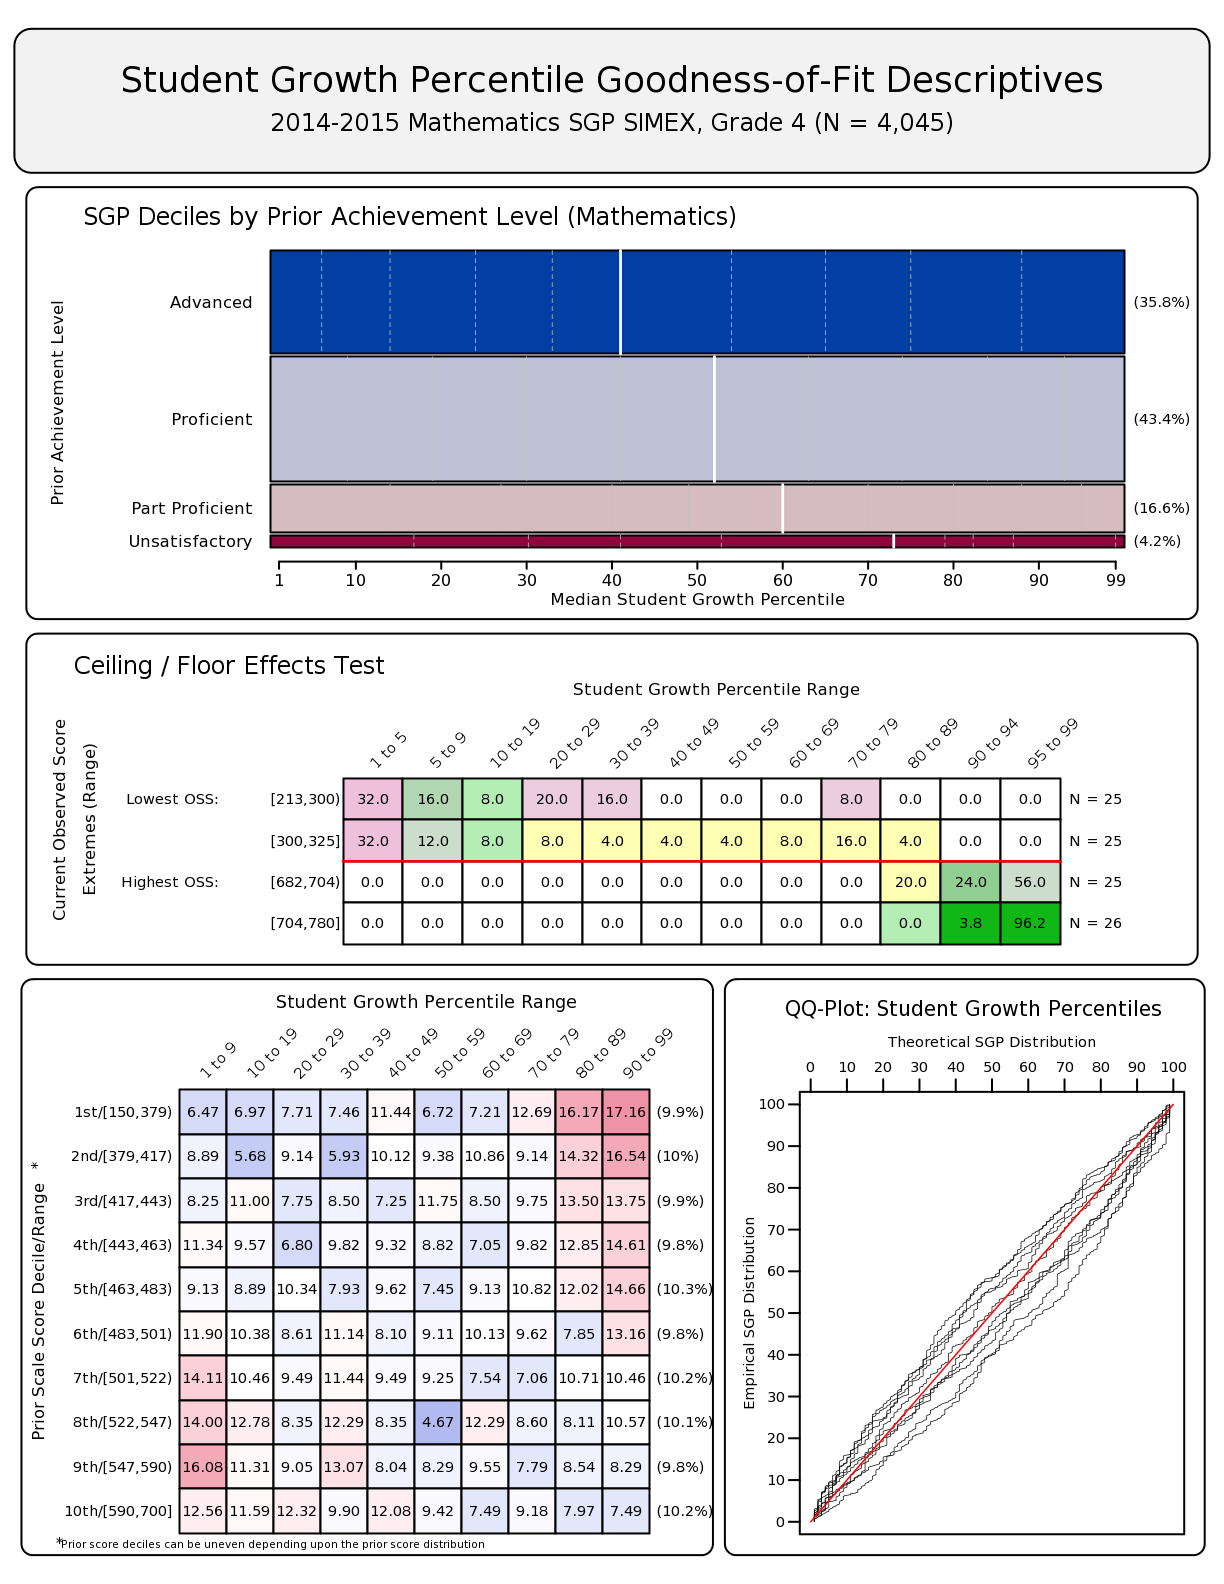 Student Growth Percentile Goodness-of-Fit Descriptives
2014-2015 Mathematics SGP SIMEX, Grade 4 (N = 4,045)
SGP Deciles by Prior Achievement Level (Mathematics)
Prior Achievement Level
Advanced (35.8%)
Proficient (43.4%)
Part Proficient (16.6%)
Unsatisfactory (4.2%)
1 10 20 30 40 50 60 70 80 90 99
Median Student Growth Percentile
Ceiling / Floor Effects Test
Student Growth Percentile Range
Current Observed Score
Extremes (Range)
1 to 5 5 to 9 10 to 19 20 to 29 30 to 39 40 to 49 50 to 59 60 to 69 70 to 79 80 to 89 90 to 94 95 to 99
Lowest OSS: [213,300) 32.0 16.0 8.0 20.0 16.0 0.0 0.0 0.0 8.0 0.0 0.0 0.0 N = 25
[300,325] 32.0 12.0 8.0 8.0 4.0 4.0 4.0 8.0 16.0 4.0 0.0 0.0 N = 25
Highest OSS: [682,704) 0.0 0.0 0.0 0.0 0.0 0.0 0.0 0.0 0.0 20.0 24.0 56.0 N = 25
[704,780] 0.0 0.0 0.0 0.0 0.0 0.0 0.0 0.0 0.0 0.0 3.8 96.2 N = 26
Student Growth Percentile Range
Prior Scale Score Decile/Range *
1 to 9 10 to 19 20 to 29 30 to 39 40 to 49 50 to 59 60 to 69 70 to 79 80 to 89 90 to 99
1st/[150,379) 6.47 6.97 7.71 7.46 11.44 6.72 7.21 12.69 16.17 17.16 (9.9%)
2nd/[379,417) 8.89 5.68 9.14 5.93 10.12 9.38 10.86 9.14 14.32 16.54 (10%)
3rd/[417,443) 8.25 11.00 7.75 8.50 7.25 11.75 8.50 9.75 13.50 13.75 (9.9%)
4th/[443,463) 11.34 9.57 6.80 9.82 9.32 8.82 7.05 9.82 12.85 14.61 (9.8%)
5th/[463,483) 9.13 8.89 10.34 7.93 9.62 7.45 9.13 10.82 12.02 14.66 (10.3%)
6th/[483,501) 11.90 10.38 8.61 11.14 8.10 9.11 10.13 9.62 7.85 13.16 (9.8%)
7th/[501,522) 14.11 10.46 9.49 11.44 9.49 9.25 7.54 7.06 10.71 10.46 (10.2%)
8th/[522,547) 14.00 12.78 8.35 12.29 8.35 4.67 12.29 8.60 8.11 10.57 (10.1%)
9th/[547,590) 16.08 11.31 9.05 13.07 8.04 8.29 9.55 7.79 8.54 8.29 (9.8%)
10th/[590,700] 12.56 11.59 12.32 9.90 12.08 9.42 7.49 9.18 7.97 7.49 (10.2%)
*Prior score deciles can be uneven depending upon the prior score distribution
QQ-Plot: Student Growth Percentiles
Theoretical SGP Distribution
0 10 20 30 40 50 60 70 80 90 100
Empirical SGP Distribution
100
90
80
70
60
50
40
30
20
10
0